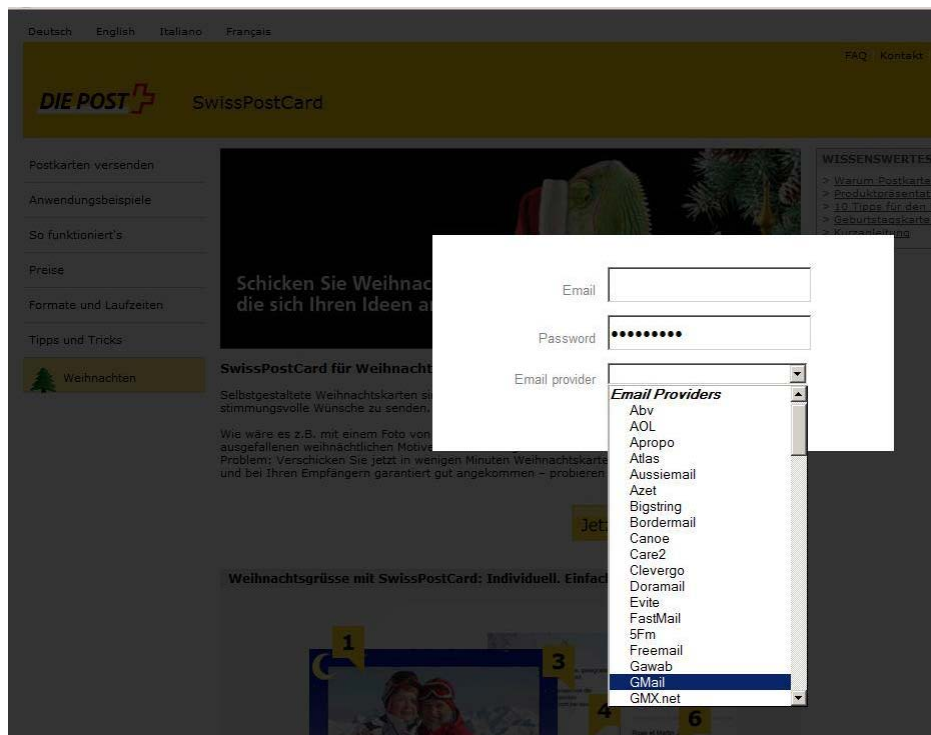 Deutsch English Italiano Français
FAQ Kontakt
DIE POST SwissPostCard
Postkarten versenden
Anwendungsbeispiele
So funktioniert's
Preise
Formate und Laufzeiten
Tipps und Tricks
Weihnachten
Schicken Sie Weihnac
die sich Ihren Ideen a
SwissPostCard für Weihnacht
Selbstgestaltete Weihnachtskarten si
stimmungsvolle Wünsche zu senden.
Wie wäre es z.B. mit einem Foto von
ausgefallenen weihnachtlichen Motive
Problem: Verschicken Sie jetzt in wenigen Minuten Weihnachtskarte
und bei Ihren Empfängern garantiert gut angekommen – probieren
Jet
Weihnachtsgrüsse mit SwissPostCard: Individuell. Einfac
1
3
4
6
WISSENSWERTES
> Warum Postkarte
> Produktpräsentat
> 10 Tipps für den
> Geburtstagskarte
> Kurzanleitung
Email
Password •••••••••
Email provider
Email Providers
Abv
AOL
Apropo
Atlas
Aussiemail
Azet
Bigstring
Bordermail
Canoe
Care2
Clevergo
Doramail
Evite
FastMail
5Fm
Freemail
Gawab
GMail
GMX.net